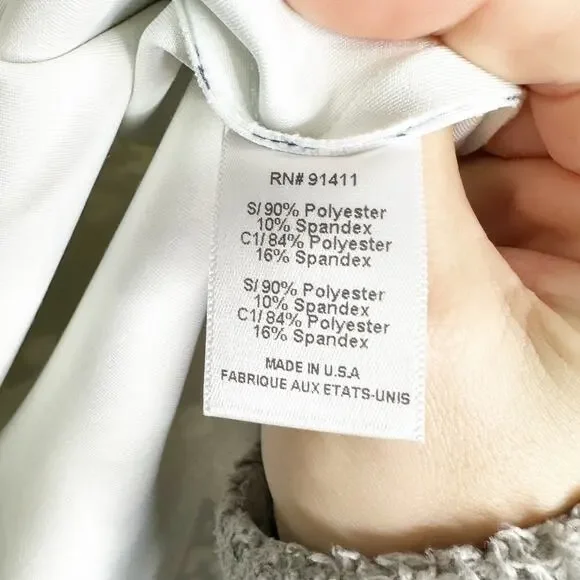 RN# 91411
S/ 90% Polyester
10% Spandex
C1/ 84% Polyester
16% Spandex
S/ 90% Polyester
10% Spandex
C1/ 84% Polyester
16% Spandex
MADE IN U.S.A
FABRIQUE AUX ETATS-UNIS